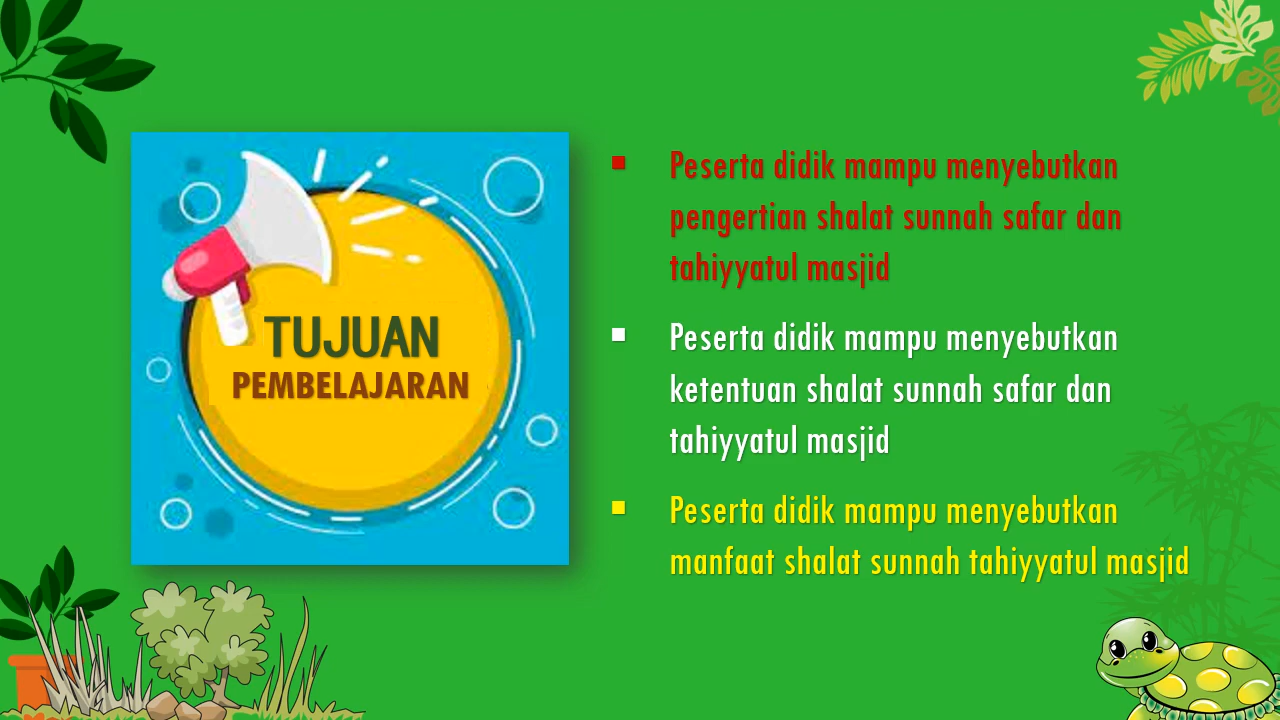 TUJUAN
PEMBELAJARAN
Peserta didik mampu menyebutkan
pengertian shalat sunnah safar dan
tahiyyatul masjid
Peserta didik mampu menyebutkan
ketentuan shalat sunnah safar dan
tahiyyatul masjid
Peserta didik mampu menyebutkan
manfaat shalat sunnah tahiyyatul masjid